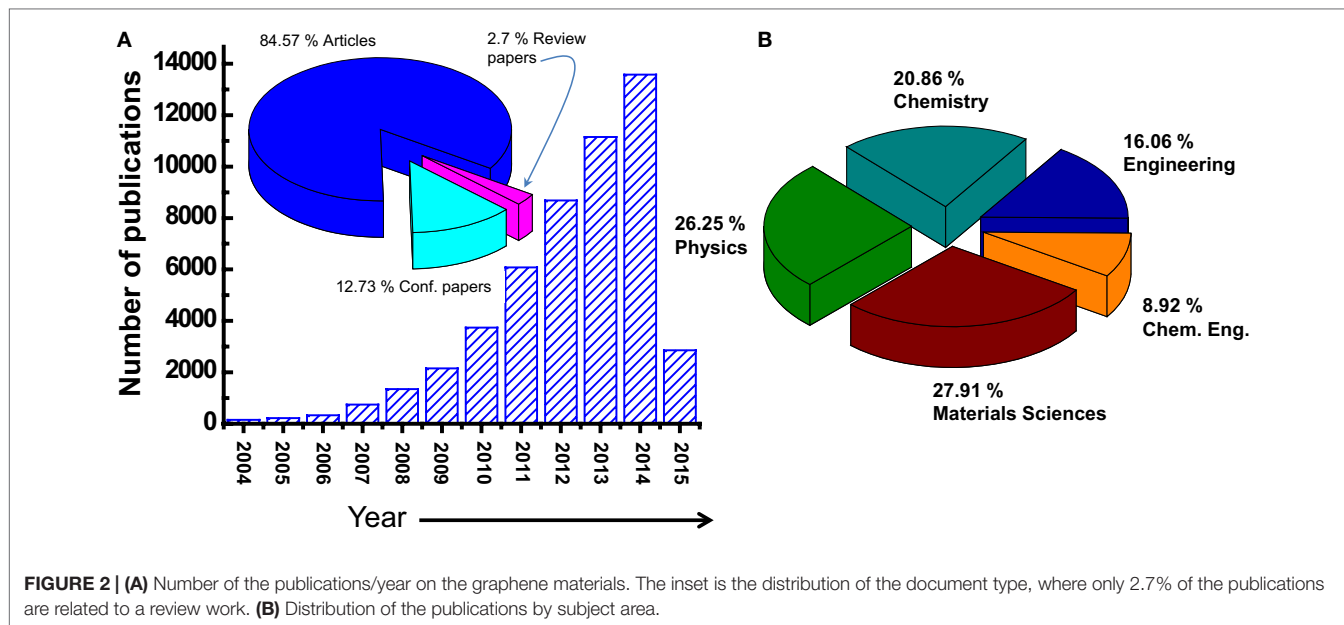 A
84.57 % Articles
2.7 % Review
papers
12.73 % Conf. papers
Number of publications
14000
12000
10000
8000
6000
4000
2000
0
2004
2005
2006
2007
2008
2009
2010
2011
2012
2013
2014
2015
Year
B
20.86 %
Chemistry
16.06 %
Engineering
26.25 %
Physics
8.92 %
Chem. Eng.
27.91 %
Materials Sciences
FIGURE 2 | (A) Number of the publications/year on the graphene materials. The inset is the distribution of the document type, where only 2.7% of the publications
are related to a review work. (B) Distribution of the publications by subject area.